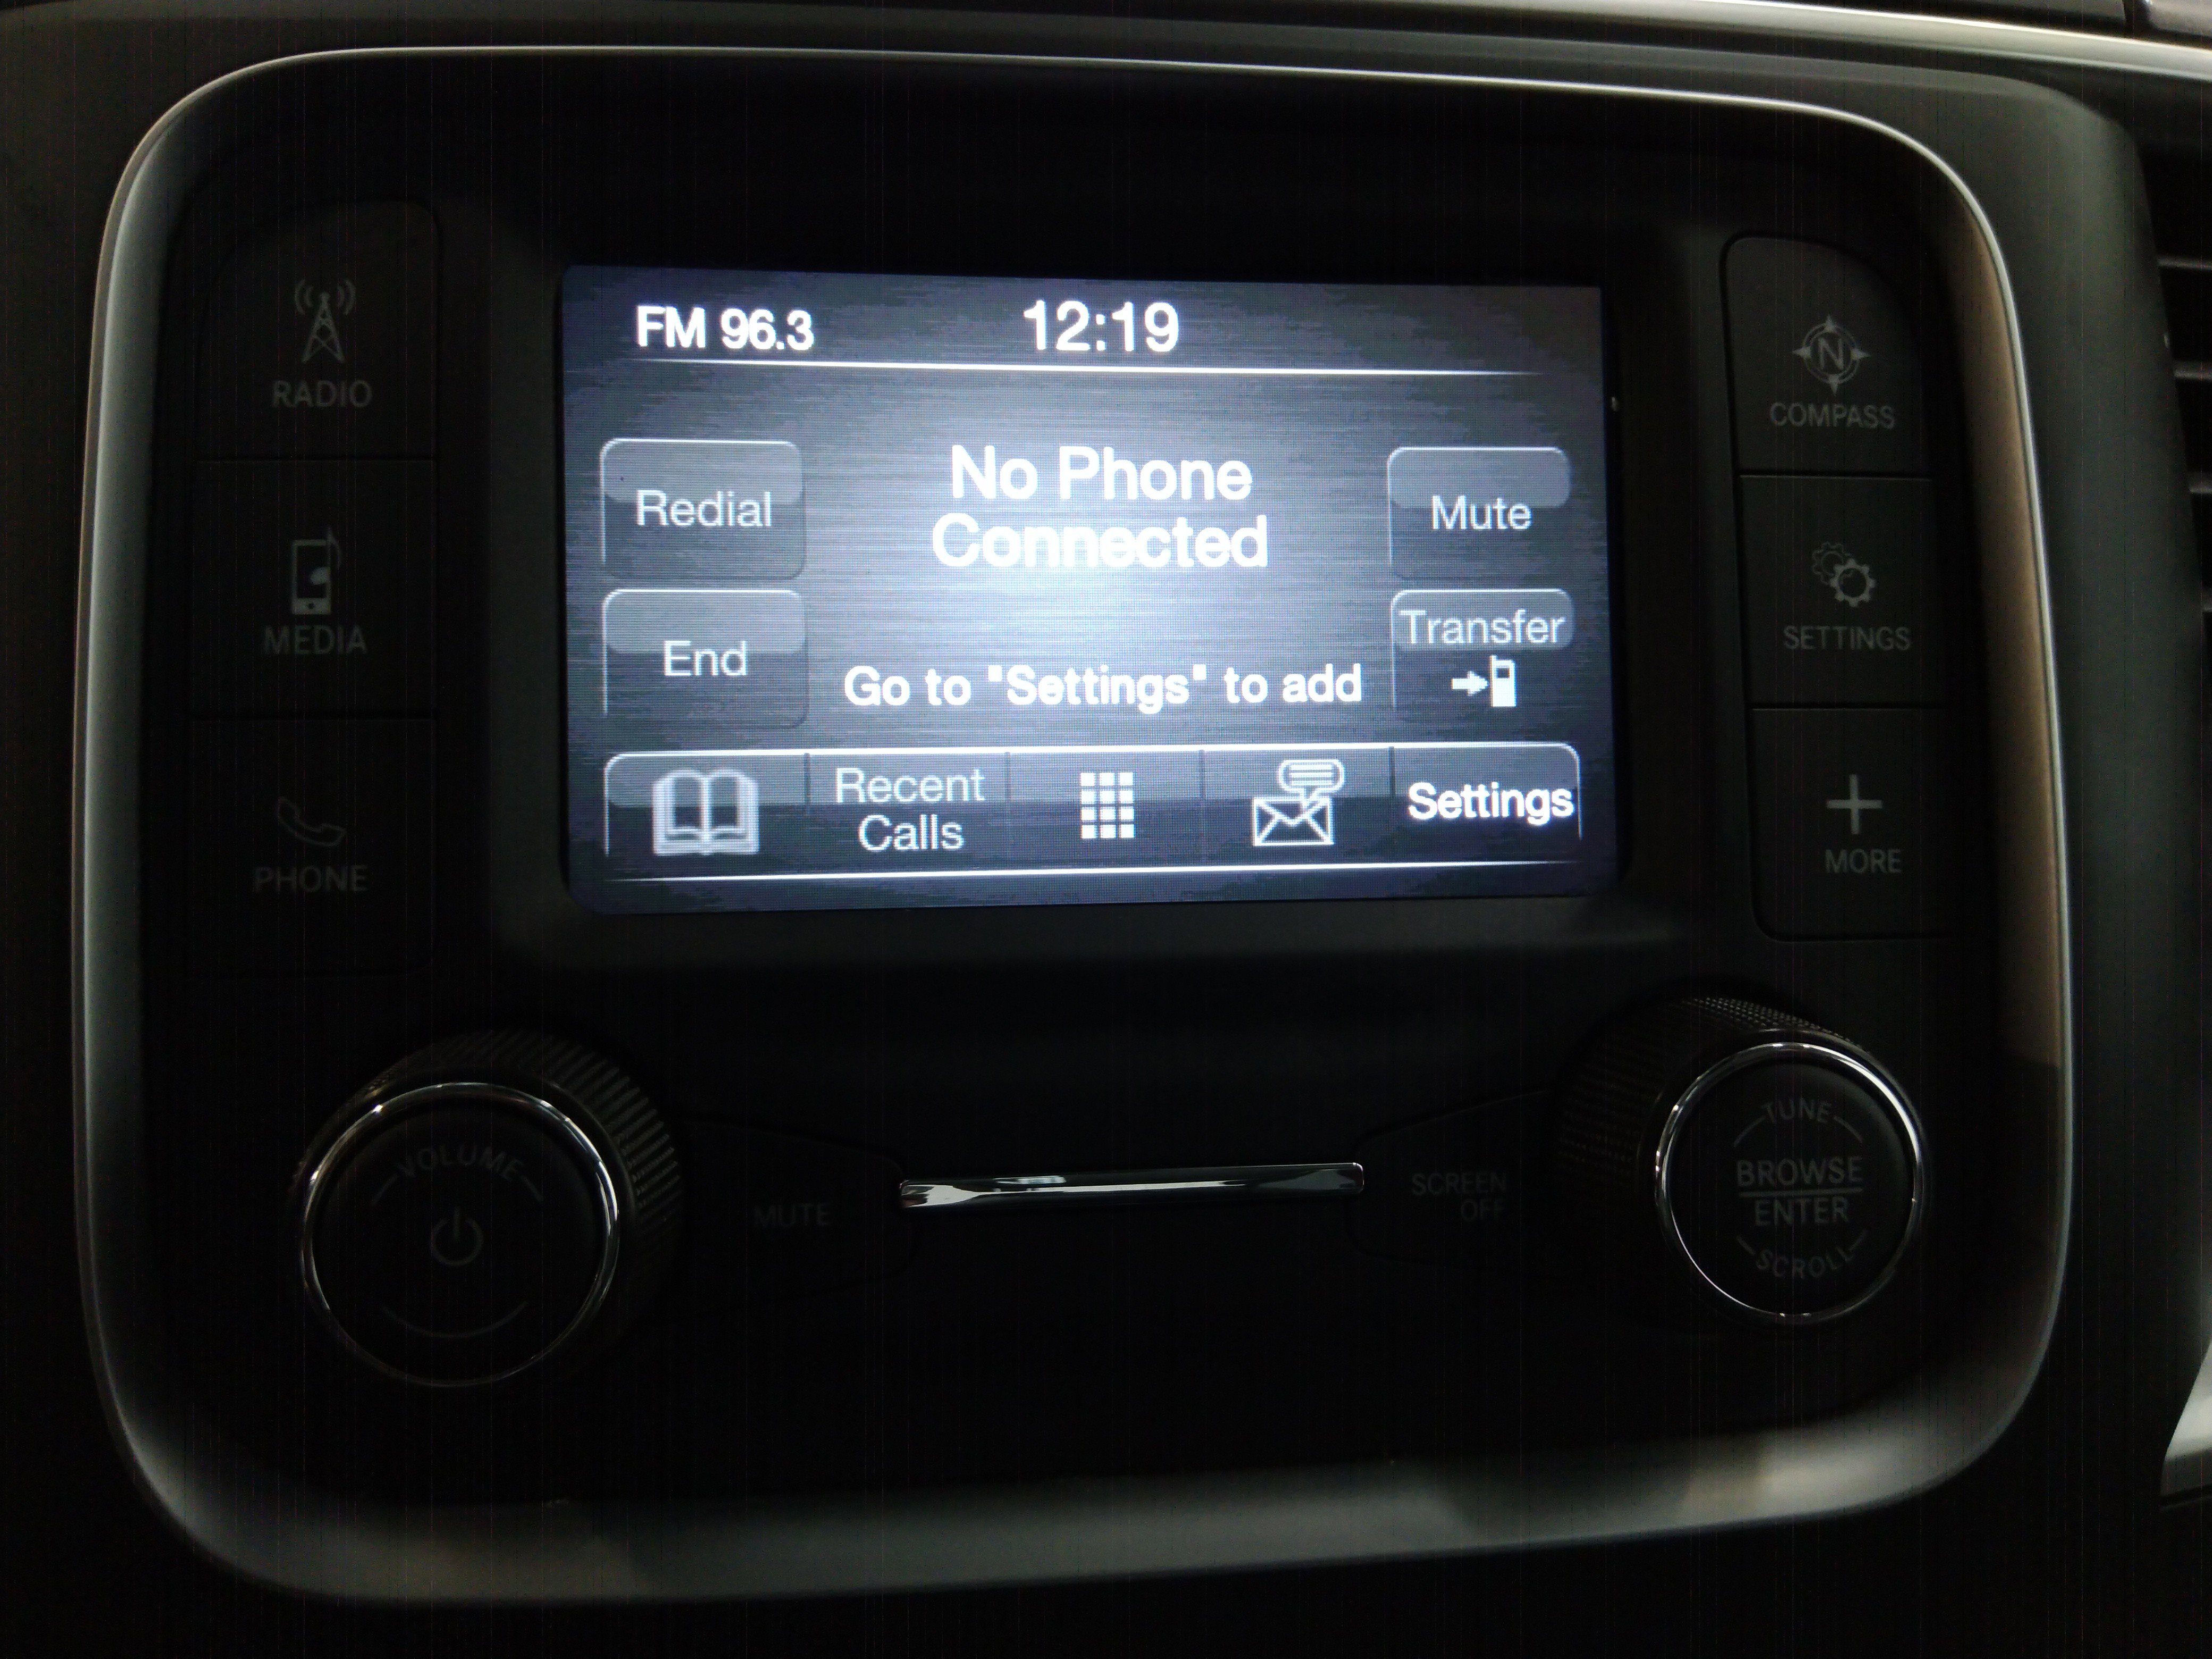 FM 96.3 12:19
RADIO
MEDIA
PHONE
Redial
End
No Phone
Connected
Go to "Settings" to add
Mute
Transfer
Recent
Calls
Settings
N
COMPASS
SETTINGS
MORE
VOLUME
MUTE
SCREEN
OFF
TUNE
BROWSE
ENTER
SCROLL